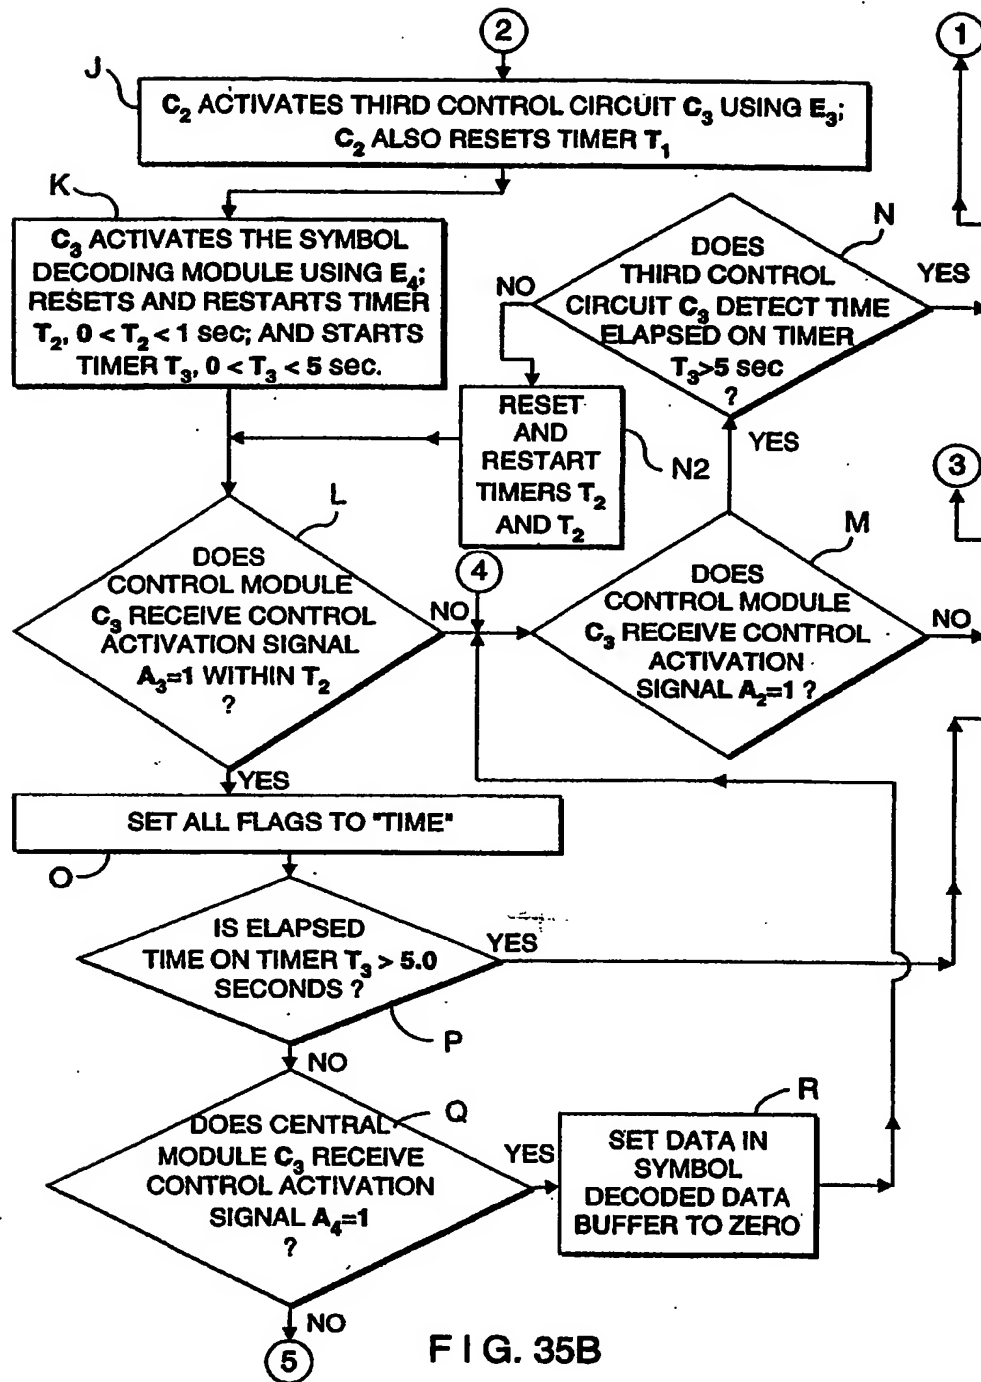 2
1
J
C2 ACTIVATES THIRD CONTROL CIRCUIT C3 USING E3;
C2 ALSO RESETS TIMER T1
K
C3 ACTIVATES THE SYMBOL
DECODING MODULE USING E4;
RESETS AND RESTARTS TIMER
T2, 0 < T2 < 1 sec; AND STARTS
TIMER T3, 0 < T3 < 5 sec.
N
DOES
THIRD CONTROL
CIRCUIT C3 DETECT TIME
ELAPSED ON TIMER
T3>5 sec
?
NO
YES
RESET
AND
RESTART
TIMERS T2
AND T2
N2
YES
3
L
DOES
CONTROL MODULE
C3 RECEIVE CONTROL
ACTIVATION SIGNAL
A3=1 WITHIN T2
?
NO
4
M
DOES
CONTROL MODULE
C3 RECEIVE CONTROL
ACTIVATION
SIGNAL A2=1 ?
NO
YES
SET ALL FLAGS TO "TIME"
O
IS ELAPSED
TIME ON TIMER T3 > 5.0
SECONDS ?
YES
P
NO
Q
DOES CENTRAL
MODULE C3 RECEIVE
CONTROL ACTIVATION
SIGNAL A4=1
?
YES
R
SET DATA IN
SYMBOL
DECODED DATA
BUFFER TO ZERO
NO
5
FIG. 35B